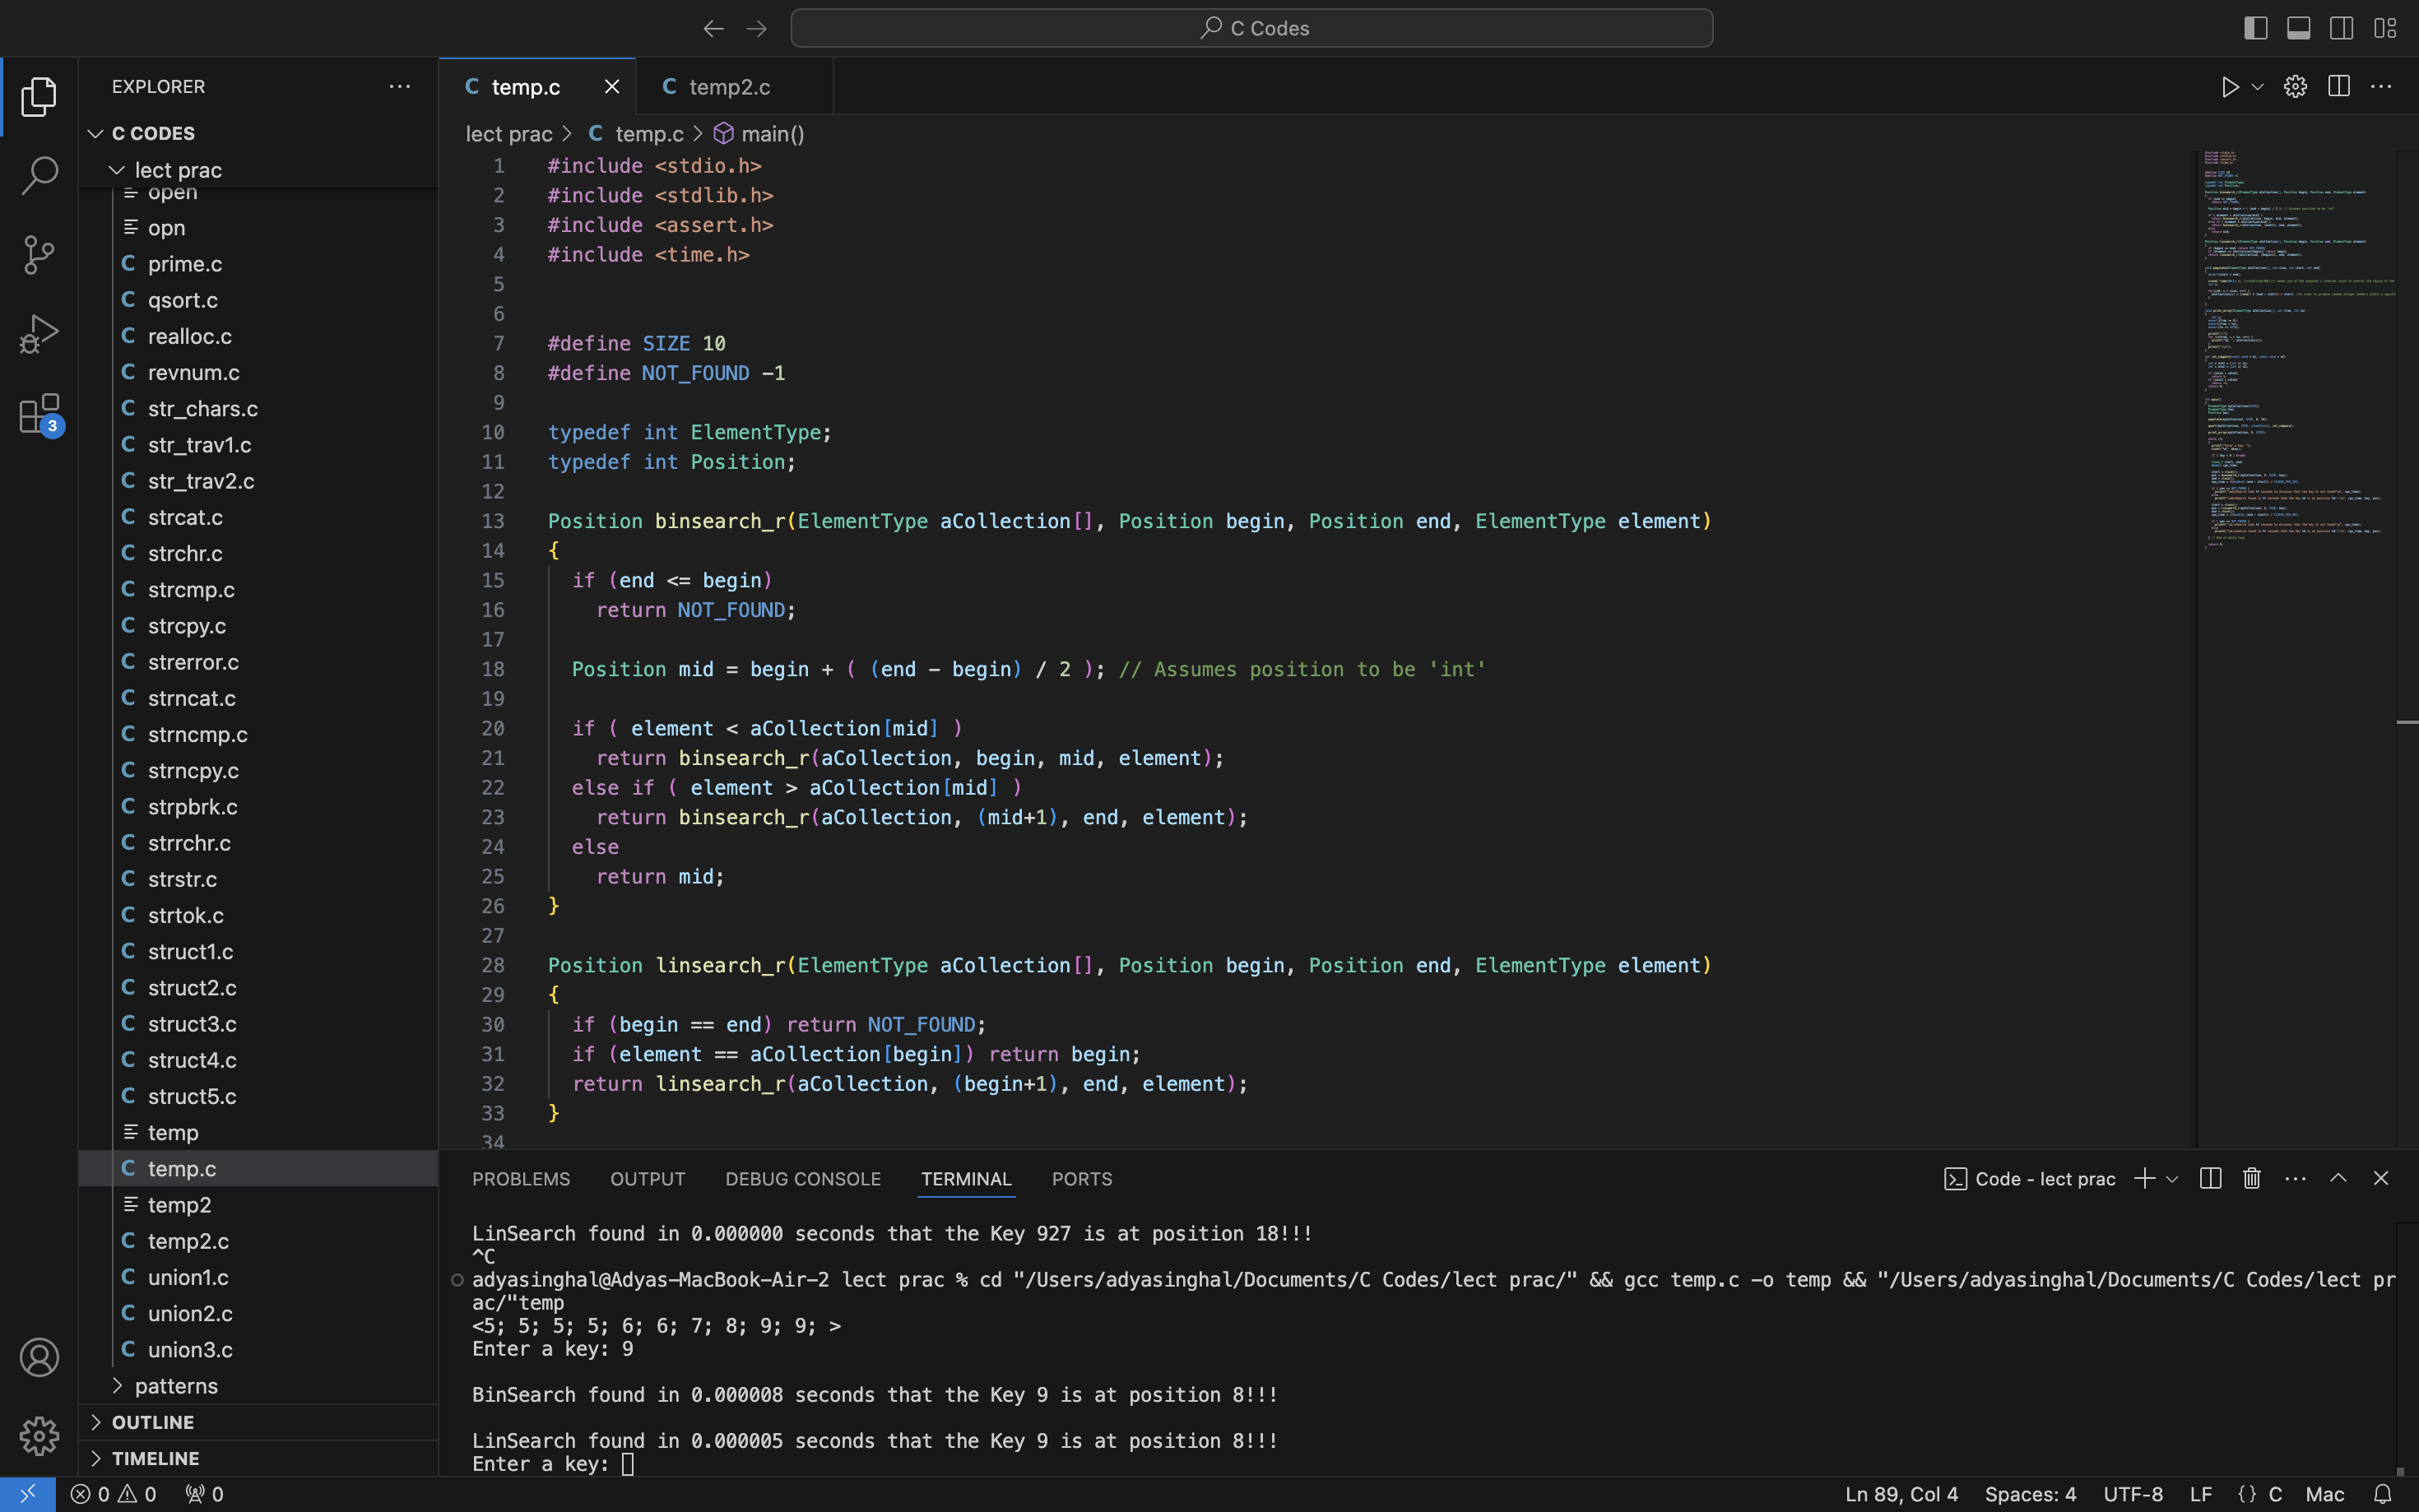 C Codes
EXPLORER
C CODES
lect prac
open
opn
prime.c
qsort.c
realloc.c
revnum.c
str_chars.c
str_trav1.c
str_trav2.c
strcat.c
strchr.c
strcmp.c
strcpy.c
strerror.c
strncat.c
strncmp.c
strncpy.c
strpbrk.c
strrchr.c
strstr.c
strtok.c
struct1.c
struct2.c
struct3.c
struct4.c
struct5.c
temp
temp.c
temp2
temp2.c
union1.c
union2.c
union3.c
patterns
OUTLINE
TIMELINE
3
C temp.c
C temp2.c
lect prac > C temp.c > main()
1 #include <stdio.h>
2 #include <stdlib.h>
3 #include <assert.h>
4 #include <time.h>
5
6
7 #define SIZE 10
8 #define NOT_FOUND -1
9
10 typedef int ElementType;
11 typedef int Position;
12
13 Position binsearch_r(ElementType aCollection[], Position begin, Position end, ElementType element)
14 {
15 if (end <= begin)
16 return NOT_FOUND;
17
18 Position mid = begin + ( (end - begin) / 2 ); // Assumes position to be 'int'
19
20 if ( element < aCollection[mid] )
21 return binsearch_r(aCollection, begin, mid, element);
22 else if ( element > aCollection[mid] )
23 return binsearch_r(aCollection, (mid+1), end, element);
24 else
25 return mid;
26 }
27
28 Position linsearch_r(ElementType aCollection[], Position begin, Position end, ElementType element)
29 {
30 if (begin == end) return NOT_FOUND;
31 if (element == aCollection[begin]) return begin;
32 return linsearch_r(aCollection, (begin+1), end, element);
33 }
34
PROBLEMS OUTPUT DEBUG CONSOLE TERMINAL PORTS
Code - lect prac
LinSearch found in 0.000000 seconds that the Key 927 is at position 18!!!
^C
adyasinghal@Adyas-MacBook-Air-2 lect prac % cd "/Users/adyasinghal/Documents/C Codes/lect prac/" && gcc temp.c -o temp && "/Users/adyasinghal/Documents/C Codes/lect pr
ac/"temp
<5; 5; 5; 5; 6; 6; 7; 8; 9; 9; >
Enter a key: 9
BinSearch found in 0.000008 seconds that the Key 9 is at position 8!!!
LinSearch found in 0.000005 seconds that the Key 9 is at position 8!!!
Enter a key:
0 0 0
Ln 89, Col 4 Spaces: 4 UTF-8 LF {} C Mac